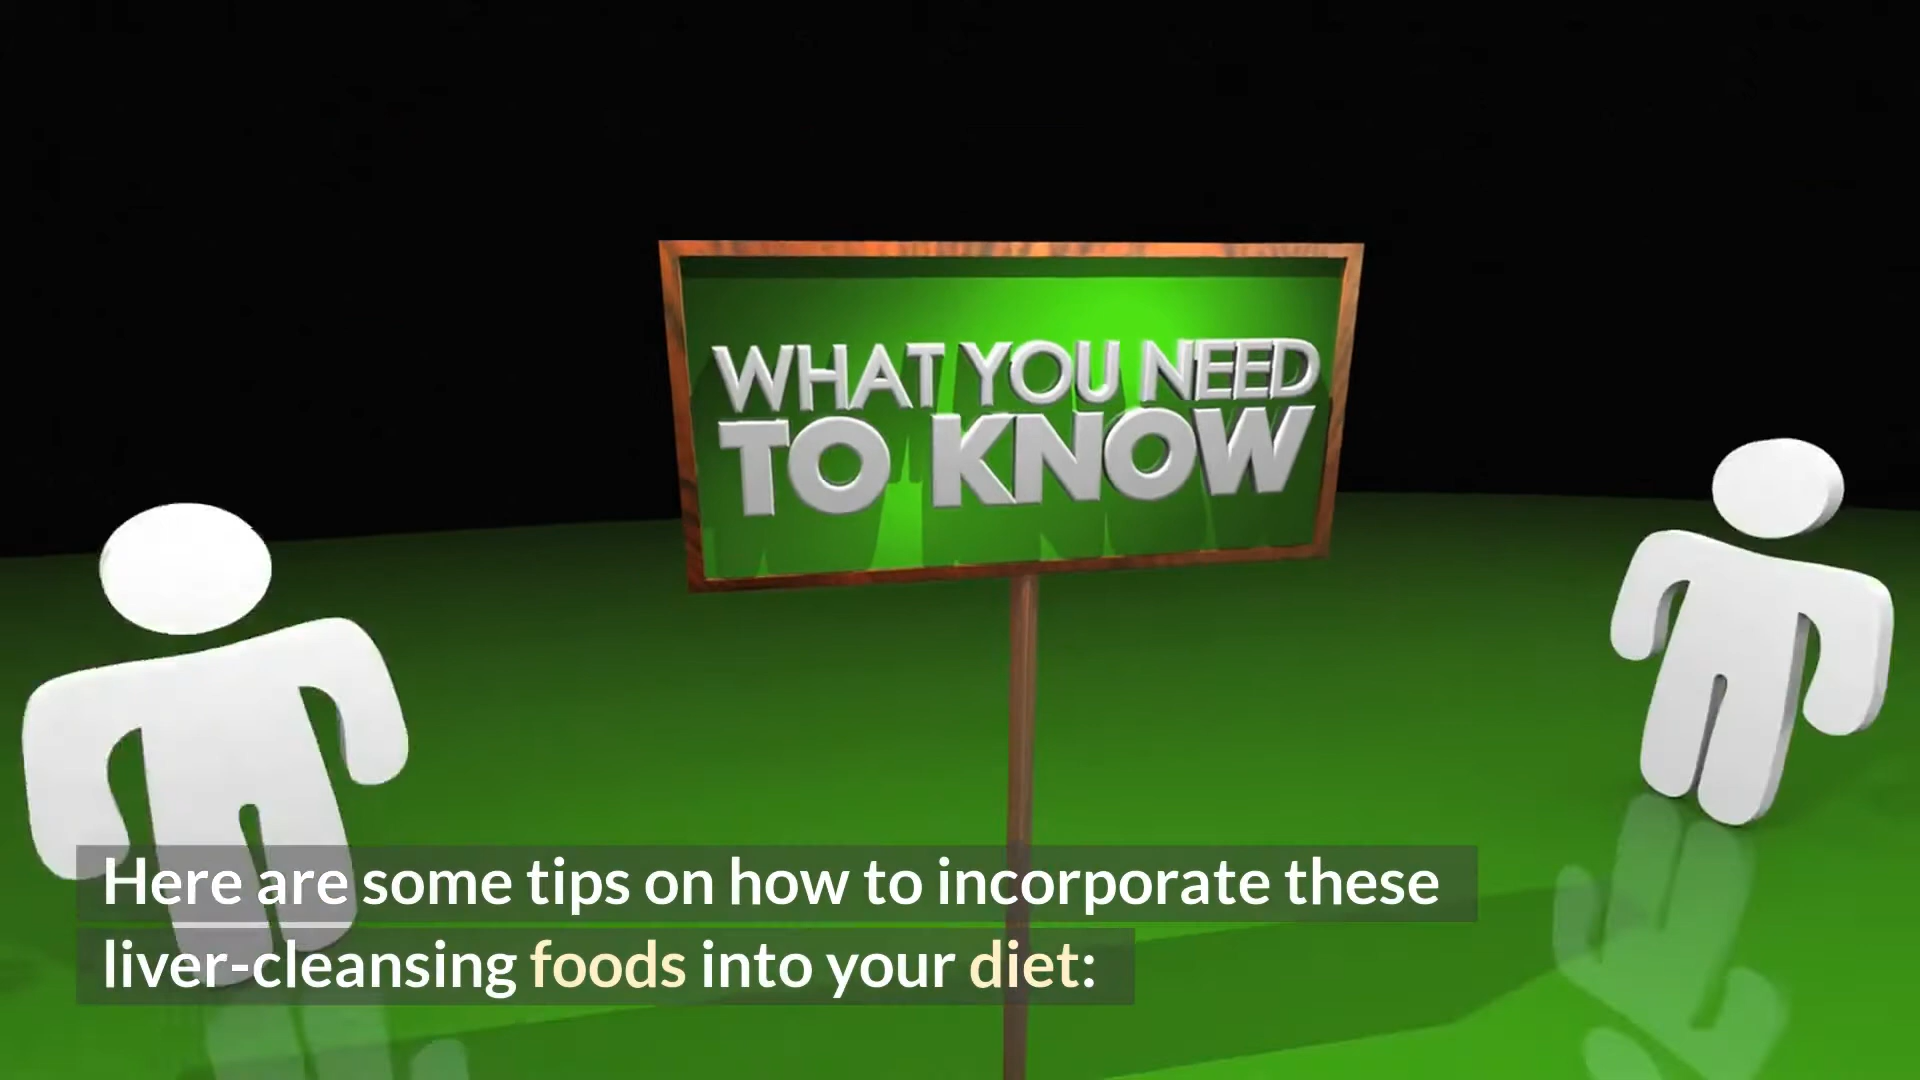 WHAT YOU NEED
TO KNOW
Here are some tips on how to incorporate these
liver-cleansing foods into your diet: